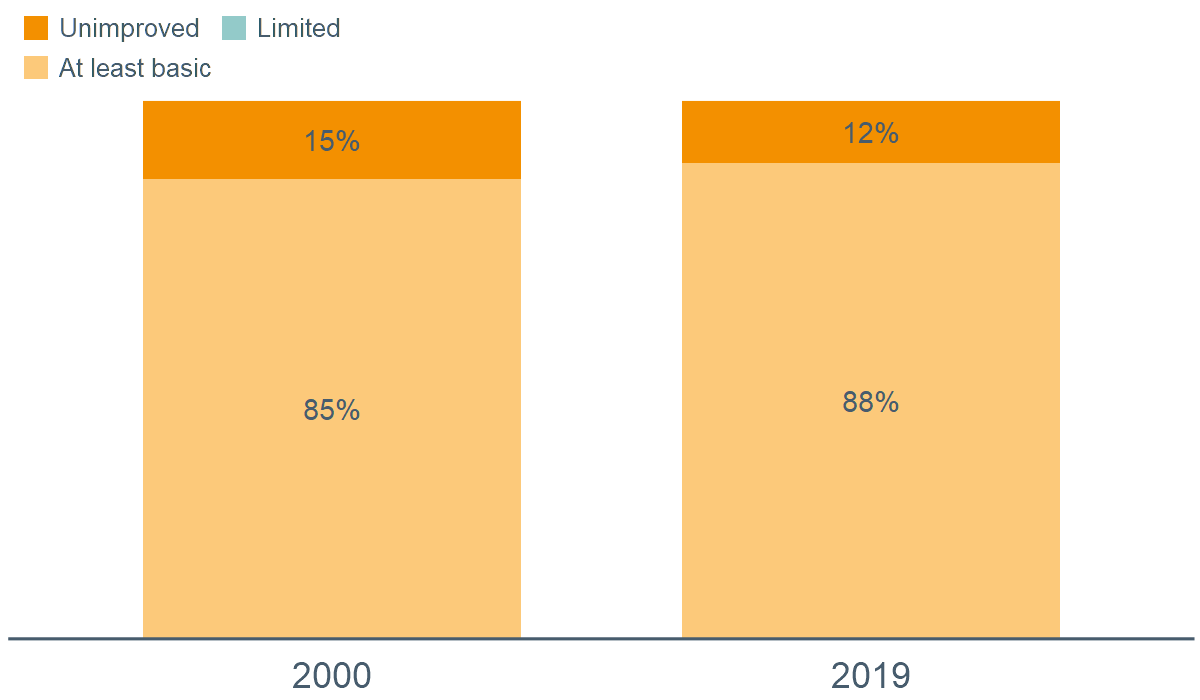 Unimproved Limited
At least basic
15% 12%
85% 88%
2000 2019